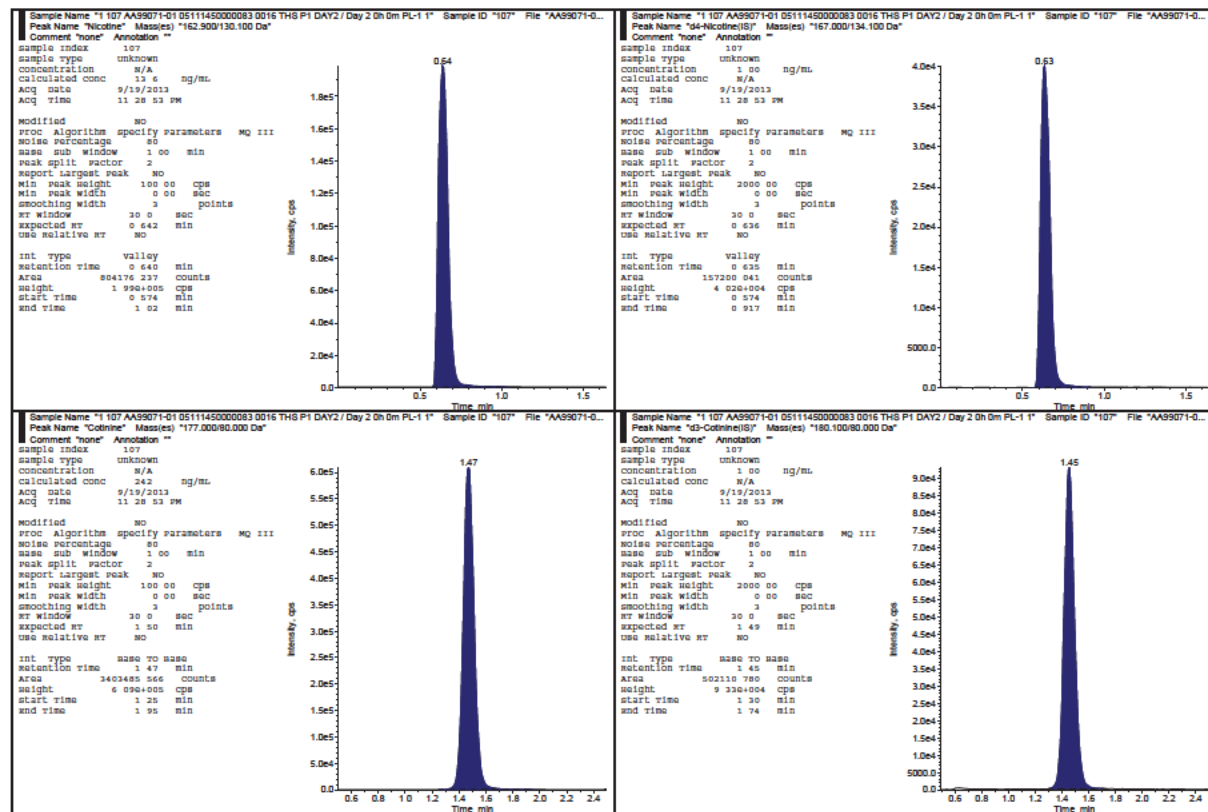 Sample Name "1 107 AA99071-01 05111450000083 0016 THS P1 DAY2 / Day 2 0h 0m PL-1 1" Sample ID "107" File "AA99071-0...
Peak Name "Nicotine" Mass(es) "162.900/130.100 Da"
Comment "none" Annotation ""
Sample Index 107
Sample Type Unknown
Concentration N/A
Calculated Conc 13 6 ng/mL
Acq Date 9/19/2013
Acq Time 11 28 53 PM
Modified NO
Proc Algorithm Specify Parameters MQ III
Noise Percentage 80
Base Sub Window 1 00 min
Peak Split Factor 2
Report Largest Peak NO
Min Peak Height 100 00 cps
Min Peak Width 0 00 sec
Smoothing Width 3 points
RT Window 30 0 sec
Expected RT 0 642 min
Use Relative RT NO
Int Type Valley
Retention Time 0 640 min
Area 804176 237 counts
Height 1 99e+005 cps
Start Time 0 574 min
End Time 1 02 min
0.64
1.8e5
1.6e5
1.4e5
1.2e5
1.0e5
8.0e4
6.0e4
4.0e4
2.0e4
0.0
Intensity, cps
0.5 1.0 1.5
Time min
Sample Name "1 107 AA99071-01 05111450000083 0016 THS P1 DAY2 / Day 2 0h 0m PL-1 1" Sample ID "107" File "AA99071-0...
Peak Name "d4-Nicotine(IS)" Mass(es) "167.000/134.100 Da"
Comment "none" Annotation ""
Sample Index 107
Sample Type Unknown
Concentration 1 00 ng/mL
Calculated Conc N/A
Acq Date 9/19/2013
Acq Time 11 28 53 PM
Modified NO
Proc Algorithm Specify Parameters MQ III
Noise Percentage 80
Base Sub Window 1 00 min
Peak Split Factor 2
Report Largest Peak NO
Min Peak Height 2000 00 cps
Min Peak Width 0 00 sec
Smoothing Width 3 points
RT Window 30 0 sec
Expected RT 0 636 min
Use Relative RT NO
Int Type Valley
Retention Time 0 635 min
Area 157200 041 counts
Height 4 02e+004 cps
Start Time 0 574 min
End Time 0 917 min
0.63
4.0e4
3.5e4
3.0e4
2.5e4
2.0e4
1.5e4
1.0e4
5000.0
0.0
Intensity, cps
0.5 1.0 1.5
Time min
Sample Name "1 107 AA99071-01 05111450000083 0016 THS P1 DAY2 / Day 2 0h 0m PL-1 1" Sample ID "107" File "AA99071-0...
Peak Name "Cotinine" Mass(es) "177.000/80.000 Da"
Comment "none" Annotation ""
Sample Index 107
Sample Type Unknown
Concentration N/A
Calculated Conc 242 ng/mL
Acq Date 9/19/2013
Acq Time 11 28 53 PM
Modified NO
Proc Algorithm Specify Parameters MQ III
Noise Percentage 80
Base Sub Window 1 00 min
Peak Split Factor 2
Report Largest Peak NO
Min Peak Height 100 00 cps
Min Peak Width 0 00 sec
Smoothing Width 3 points
RT Window 30 0 sec
Expected RT 1 50 min
Use Relative RT NO
Int Type Base To Base
Retention Time 1 47 min
Area 3403485 566 counts
Height 6 09e+005 cps
Start Time 1 25 min
End Time 1 95 min
1.47
6.0e5
5.5e5
5.0e5
4.5e5
4.0e5
3.5e5
3.0e5
2.5e5
2.0e5
1.5e5
1.0e5
5.0e4
0.0
Intensity, cps
0.6 0.8 1.0 1.2 1.4 1.6 1.8 2.0 2.2 2.4
Time min
Sample Name "1 107 AA99071-01 05111450000083 0016 THS P1 DAY2 / Day 2 0h 0m PL-1 1" Sample ID "107" File "AA99071-0...
Peak Name "d3-Cotinine(IS)" Mass(es) "180.100/80.000 Da"
Comment "none" Annotation ""
Sample Index 107
Sample Type Unknown
Concentration 1 00 ng/mL
Calculated Conc N/A
Acq Date 9/19/2013
Acq Time 11 28 53 PM
Modified NO
Proc Algorithm Specify Parameters MQ III
Noise Percentage 80
Base Sub Window 1 00 min
Peak Split Factor 2
Report Largest Peak NO
Min Peak Height 2000 00 cps
Min Peak Width 0 00 sec
Smoothing Width 3 points
RT Window 30 0 sec
Expected RT 1 49 min
Use Relative RT NO
Int Type Base To Base
Retention Time 1 45 min
Area 502110 780 counts
Height 9 33e+004 cps
Start Time 1 30 min
End Time 1 74 min
1.45
9.0e4
8.5e4
8.0e4
7.5e4
7.0e4
6.5e4
6.0e4
5.5e4
5.0e4
4.5e4
4.0e4
3.5e4
3.0e4
2.5e4
2.0e4
1.5e4
1.0e4
5000.0
0.0
Intensity, cps
0.6 0.8 1.0 1.2 1.4 1.6 1.8 2.0 2.2 2.4
Time min